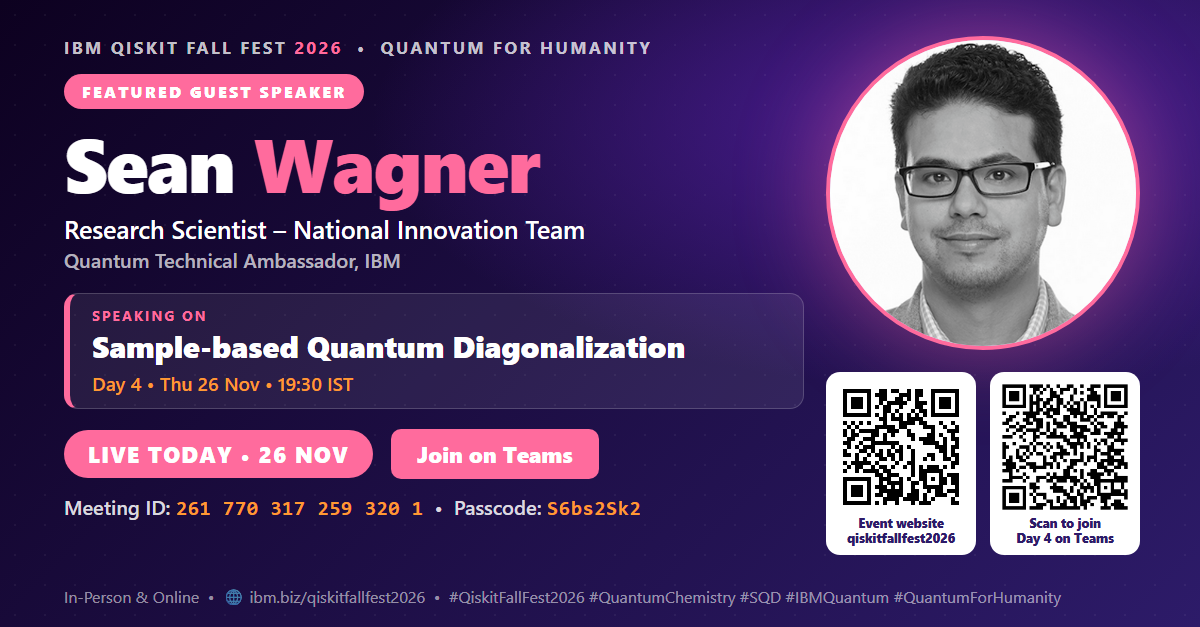 IBM QISKIT FALL FEST 2026 • QUANTUM FOR HUMANITY
FEATURED GUEST SPEAKER
Sean Wagner
Research Scientist – National Innovation Team
Quantum Technical Ambassador, IBM
SPEAKING ON
Sample-based Quantum Diagonalization
Day 4 • Thu 26 Nov • 19:30 IST
LIVE TODAY • 26 NOV
Join on Teams
Meeting ID: 261 770 317 259 320 1 • Passcode: S6bs2Sk2
Event website
qiskitfallfest2026
Scan to join
Day 4 on Teams
In-Person & Online • 🌐 ibm.biz/qiskitfallfest2026 • #QiskitFallFest2026 #QuantumChemistry #SQD #IBMQuantum #QuantumForHumanity